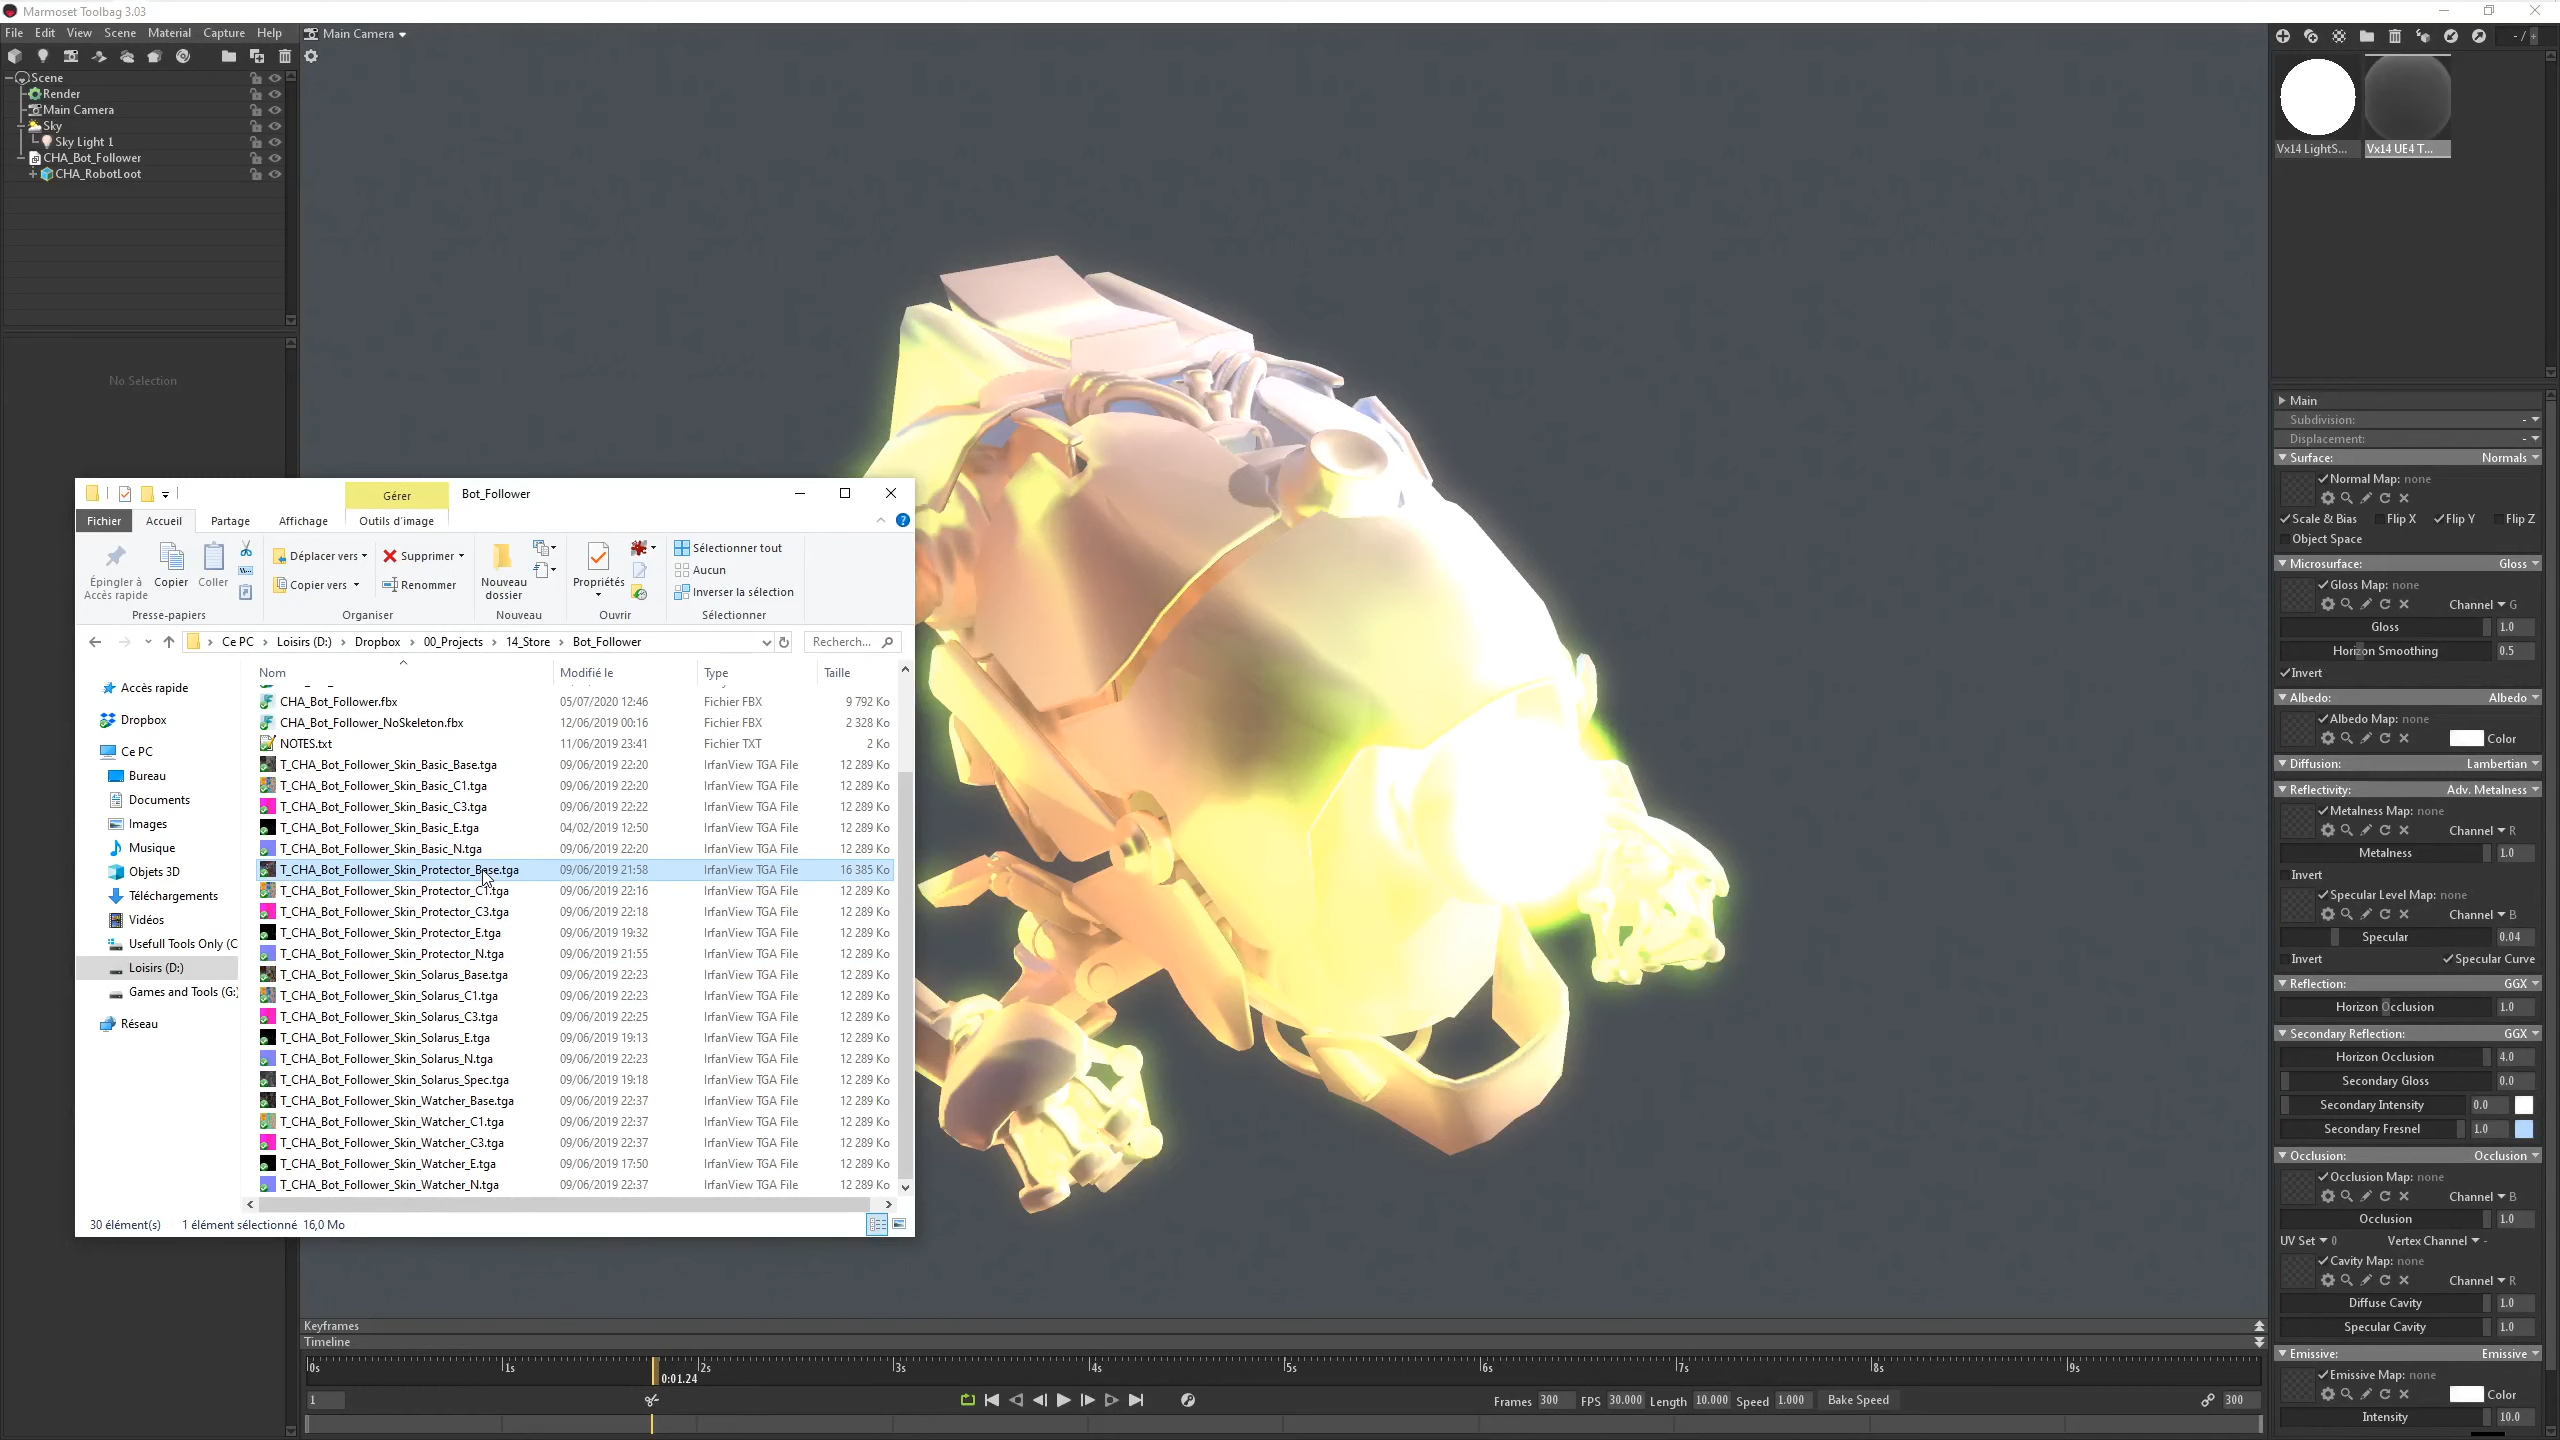 Marmoset Toolbag 3.03
File Edit View Scene Material Capture Help
Main Camera
- /
Scene
Render
Main Camera
Sky
Sky Light 1
CHA_Bot_Follower
CHA_RobotLoot
No Selection
Vx14 LightS...
Vx14 UE4 T...
Gérer
Bot_Follower
Fichier Accueil Partage Affichage Outils d'image
Épingler à Accès rapide
Copier
Coller
Déplacer vers
Copier vers
Supprimer
Renommer
Nouveau dossier
Propriétés
Sélectionner tout
Aucun
Inverser la sélection
Presse-papiers Organiser Nouveau Ouvrir Sélectionner
Ce PC > Loisirs (D:) > Dropbox > 00_Projects > 14_Store > Bot_Follower
Recherch...
Accès rapide
Dropbox
Ce PC
Bureau
Documents
Images
Musique
Objets 3D
Téléchargements
Vidéos
Usefull Tools Only (C
Loisirs (D:)
Games and Tools (G:)
Réseau
Nom Modifié le Type Taille
CHA_Bot_Follower.fbx 05/07/2020 12:46 Fichier FBX 9 792 Ko
CHA_Bot_Follower_NoSkeleton.fbx 12/06/2019 00:16 Fichier FBX 2 328 Ko
NOTES.txt 11/06/2019 23:41 Fichier TXT 2 Ko
T_CHA_Bot_Follower_Skin_Basic_Base.tga 09/06/2019 22:20 IrfanView TGA File 12 289 Ko
T_CHA_Bot_Follower_Skin_Basic_C1.tga 09/06/2019 22:20 IrfanView TGA File 12 289 Ko
T_CHA_Bot_Follower_Skin_Basic_C3.tga 09/06/2019 22:22 IrfanView TGA File 12 289 Ko
T_CHA_Bot_Follower_Skin_Basic_E.tga 04/02/2019 12:50 IrfanView TGA File 12 289 Ko
T_CHA_Bot_Follower_Skin_Basic_N.tga 09/06/2019 22:20 IrfanView TGA File 12 289 Ko
T_CHA_Bot_Follower_Skin_Protector_Base.tga 09/06/2019 21:58 IrfanView TGA File 16 385 Ko
T_CHA_Bot_Follower_Skin_Protector_C1.tga 09/06/2019 22:16 IrfanView TGA File 12 289 Ko
T_CHA_Bot_Follower_Skin_Protector_C3.tga 09/06/2019 22:18 IrfanView TGA File 12 289 Ko
T_CHA_Bot_Follower_Skin_Protector_E.tga 09/06/2019 19:32 IrfanView TGA File 12 289 Ko
T_CHA_Bot_Follower_Skin_Protector_N.tga 09/06/2019 21:55 IrfanView TGA File 12 289 Ko
T_CHA_Bot_Follower_Skin_Solarus_Base.tga 09/06/2019 22:23 IrfanView TGA File 12 289 Ko
T_CHA_Bot_Follower_Skin_Solarus_C1.tga 09/06/2019 22:23 IrfanView TGA File 12 289 Ko
T_CHA_Bot_Follower_Skin_Solarus_C3.tga 09/06/2019 22:25 IrfanView TGA File 12 289 Ko
T_CHA_Bot_Follower_Skin_Solarus_E.tga 09/06/2019 19:13 IrfanView TGA File 12 289 Ko
T_CHA_Bot_Follower_Skin_Solarus_N.tga 09/06/2019 22:23 IrfanView TGA File 12 289 Ko
T_CHA_Bot_Follower_Skin_Solarus_Spec.tga 09/06/2019 19:18 IrfanView TGA File 12 289 Ko
T_CHA_Bot_Follower_Skin_Watcher_Base.tga 09/06/2019 22:37 IrfanView TGA File 12 289 Ko
T_CHA_Bot_Follower_Skin_Watcher_C1.tga 09/06/2019 22:37 IrfanView TGA File 12 289 Ko
T_CHA_Bot_Follower_Skin_Watcher_C3.tga 09/06/2019 22:37 IrfanView TGA File 12 289 Ko
T_CHA_Bot_Follower_Skin_Watcher_E.tga 09/06/2019 17:50 IrfanView TGA File 12 289 Ko
T_CHA_Bot_Follower_Skin_Watcher_N.tga 09/06/2019 22:37 IrfanView TGA File 12 289 Ko
30 élément(s) 1 élément sélectionné 16,0 Mo
Main
Subdivision: -
Displacement: -
Surface: Normals
Normal Map: none
Scale & Bias Flip X Flip Y Flip Z
Object Space
Microsurface: Gloss
Gloss Map: none
Channel G
Gloss 1.0
Horizon Smoothing 0.5
Invert
Albedo: Albedo
Albedo Map: none
Color
Diffusion: Lambertian
Reflectivity: Adv. Metalness
Metalness Map: none
Channel R
Metalness 1.0
Invert
Specular Level Map: none
Channel B
Specular 0.04
Invert Specular Curve
Reflection: GGX
Horizon Occlusion 1.0
Secondary Reflection: GGX
Horizon Occlusion 4.0
Secondary Gloss 0.0
Secondary Intensity 0.0
Secondary Fresnel 1.0
Occlusion: Occlusion
Occlusion Map: none
Channel B
Occlusion 1.0
UV Set 0 Vertex Channel -
Cavity Map: none
Channel R
Diffuse Cavity 1.0
Specular Cavity 1.0
Emissive: Emissive
Emissive Map: none
Color
Intensity 10.0
Keyframes
Timeline
0s 1s 2s 3s 4s 5s 6s 7s 8s 9s
0:01.24
1
Frames 300 FPS 30.000 Length 10.000 Speed 1.000 Bake Speed
300